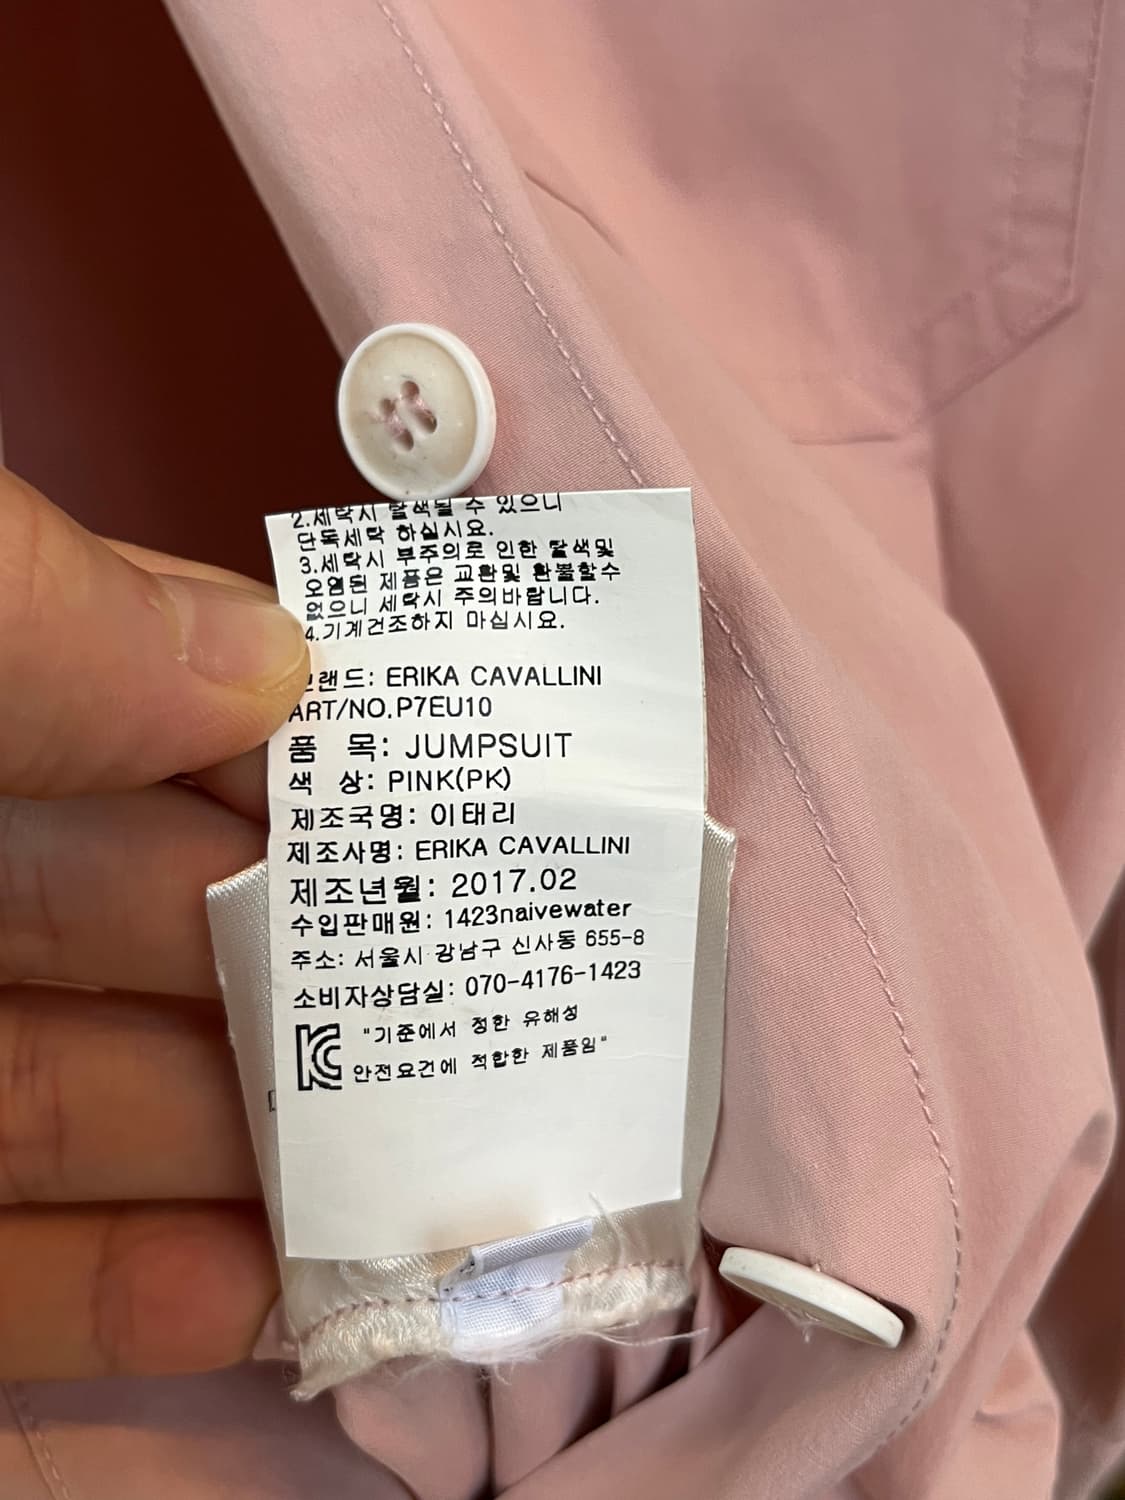 2.세탁시 탈색될 수 있으니
단독세탁 하십시요.
3.세탁시 부주의로 인한 탈색및
오염된 제품은 교환및 환불할수
없으니 세탁시 주의바랍니다.
4.기계건조하지 마십시요.
브랜드: ERIKA CAVALLINI
ART/NO.P7EU10
품 목: JUMPSUIT
색 상: PINK(PK)
제조국명: 이태리
제조사명: ERIKA CAVALLINI
제조년월: 2017.02
수입판매원: 1423naivewater
주소: 서울시 강남구 신사동 655-8
소비자상담실: 070-4176-1423
KC "기준에서 정한 유해성
안전요건에 적합한 제품임"